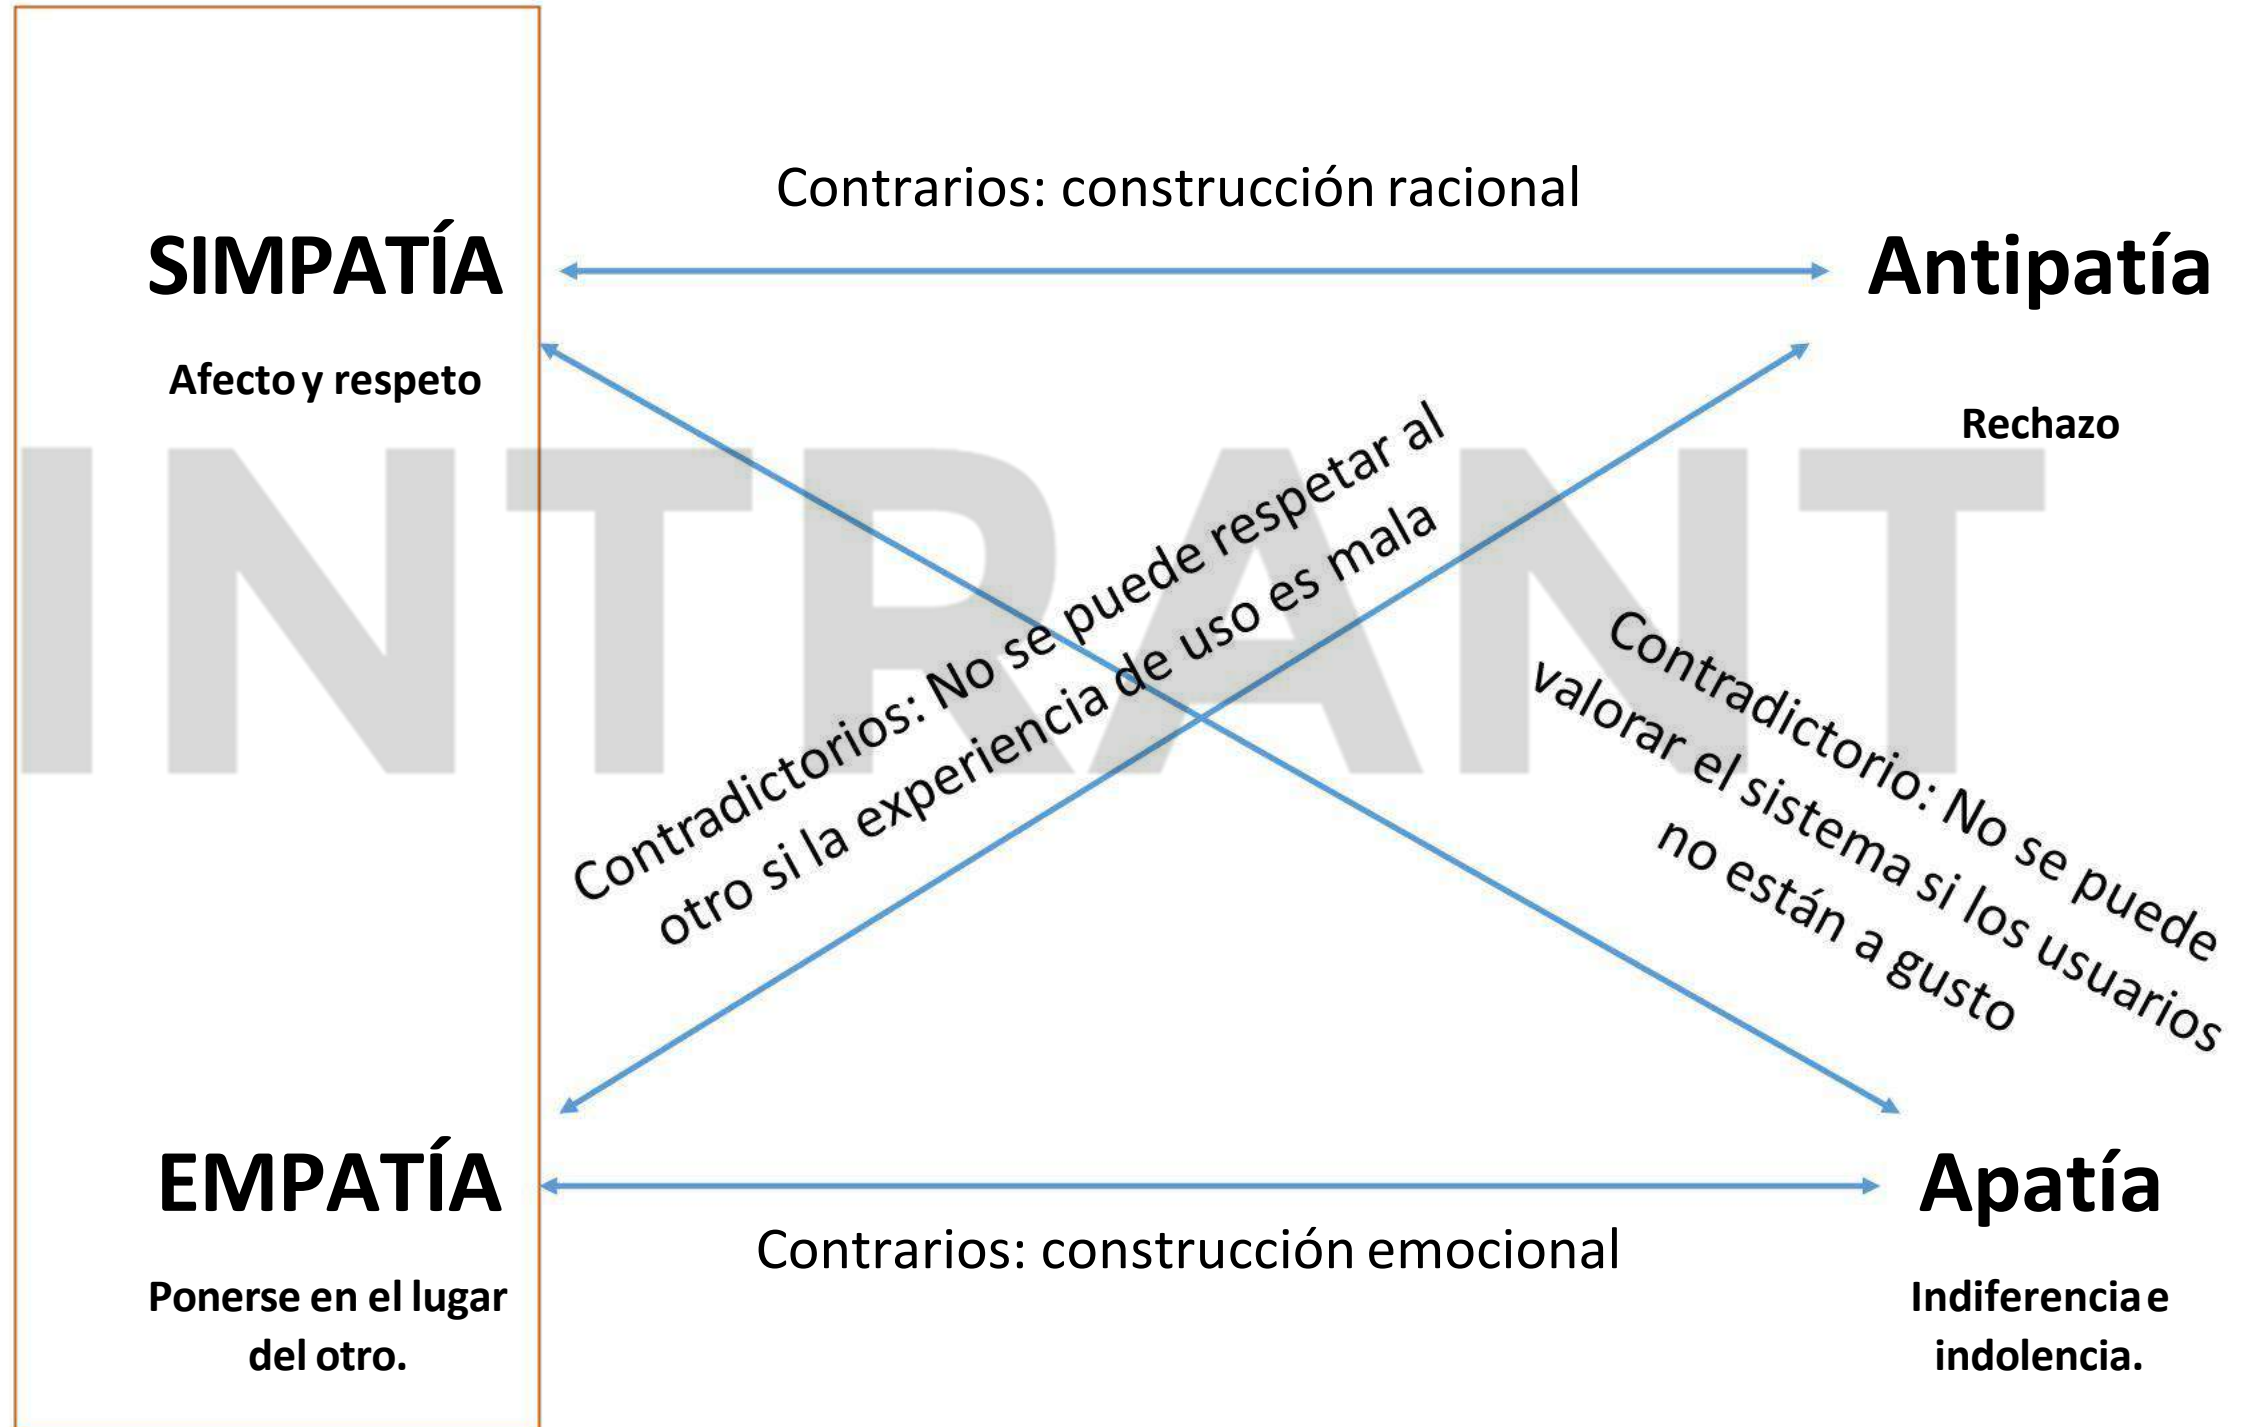 Contrarios: construcción racional
SIMPATÍA
Antipatía
Afecto y respeto
Rechazo
INTRANT
Contradictorios: No se puede respetar al
otro si la experiencia de uso es mala
Contradictorio: No se puede
valorar el sistema si los usuarios
no están a gusto
EMPATÍA
Apatía
Contrarios: construcción emocional
Ponerse en el lugar
del otro.
Indiferencia e
indolencia.